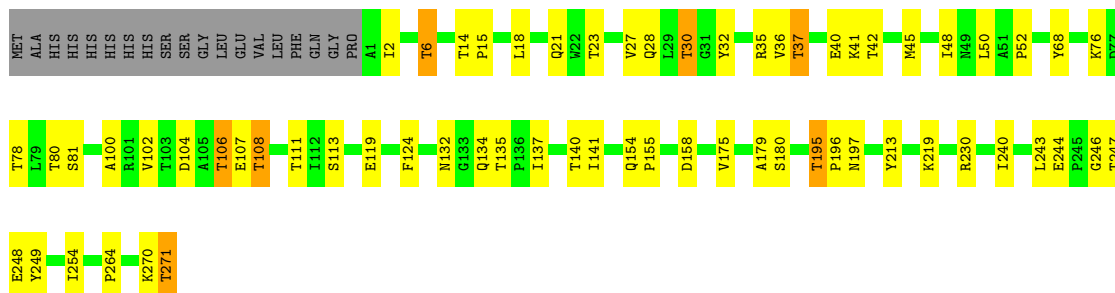 MET ALA HIS HIS HIS HIS HIS HIS SER SER GLY LEU GLU VAL LEU PHE GLN GLY PRO A1 I2 T6 T14 P15 L18 Q21 W22 T23 V27 Q28 L29 T30 G31 Y32 R35 V36 T37 E40 K41 T42 M45 I48 N49 L50 A51 P52 Y68 K76
T78 L79 T80 S81 A100 R101 V102 T103 D104 A105 T106 E107 T108 T111 I112 S113 E119 F124 N132 G133 Q134 T135 P136 I137 T140 I141 Q154 P155 D158 V175 A179 S180 T195 P196 N197 Y213 K219 R230 I240 L243 E244 P245 G246
E248 Y249 I254 P264 K270 T271